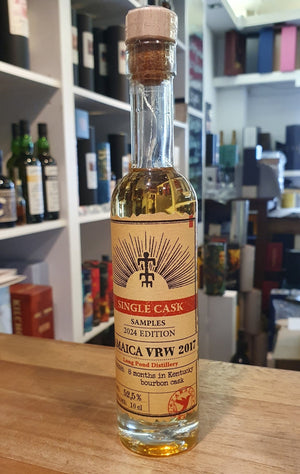 SINGLE CASK
SAMPLES
2024 EDITION
MAICA VRW 2017
Long Pond Distillery
8 months in Kentucky
bourbon cask
52,5%
10 cl